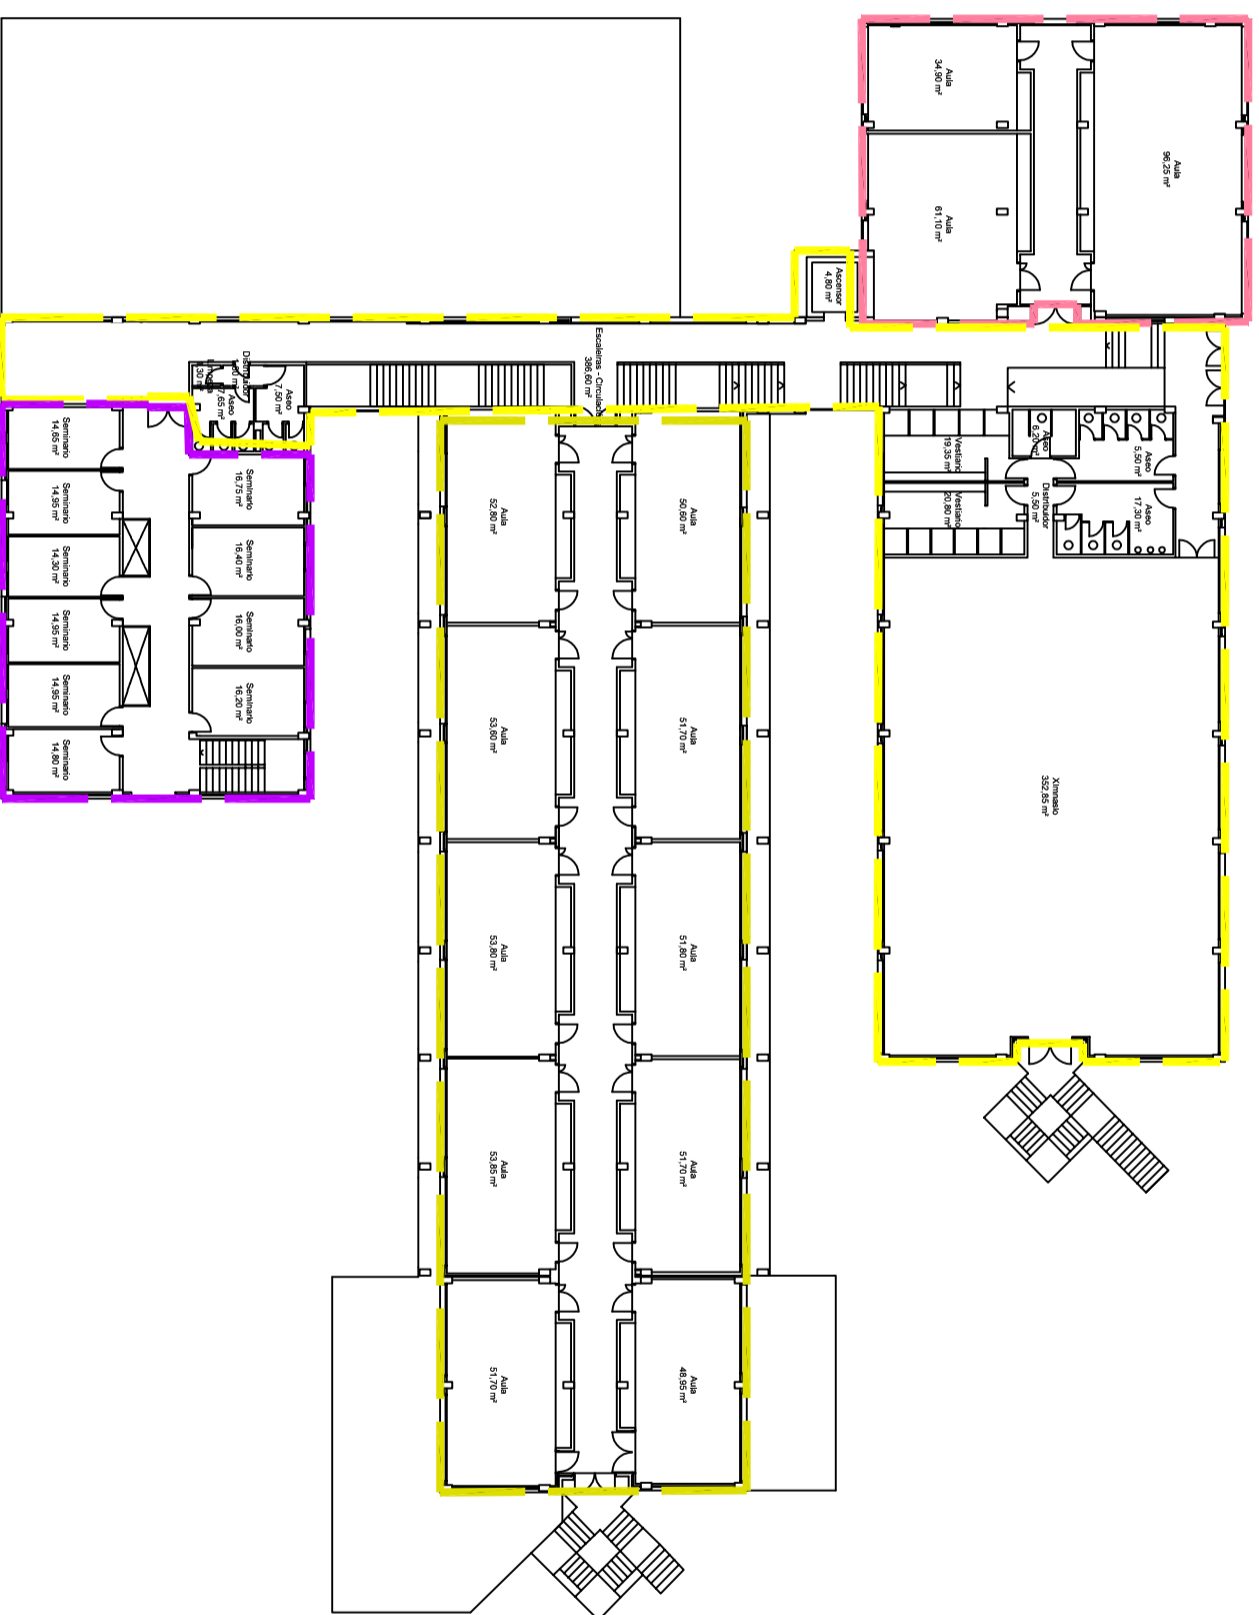 Aula
34,90 m²
Aula
96,25 m²
Aula
61,10 m²
Ascensor
4,80 m²
Escaleiras - Circulación
386,60 m²
Distribuidor
Aseo
7,65 m²
Aseo
7,50 m²
Vestiario
19,35 m²
Vestiario
20,80 m²
Aseo
6,20 m²
Aseo
5,50 m²
Distribuidor
5,50 m²
Aseo
17,30 m²
Seminario
14,65 m²
Seminario
14,95 m²
Seminario
14,30 m²
Seminario
14,95 m²
Seminario
14,95 m²
Seminario
14,80 m²
Seminario
16,75 m²
Seminario
16,40 m²
Seminario
16,00 m²
Seminario
16,20 m²
Aula
52,80 m²
Aula
50,60 m²
Aula
53,60 m²
Aula
51,70 m²
Aula
53,80 m²
Aula
51,80 m²
Aula
53,85 m²
Aula
51,70 m²
Aula
51,70 m²
Aula
48,95 m²
Ximnasio
352,85 m²